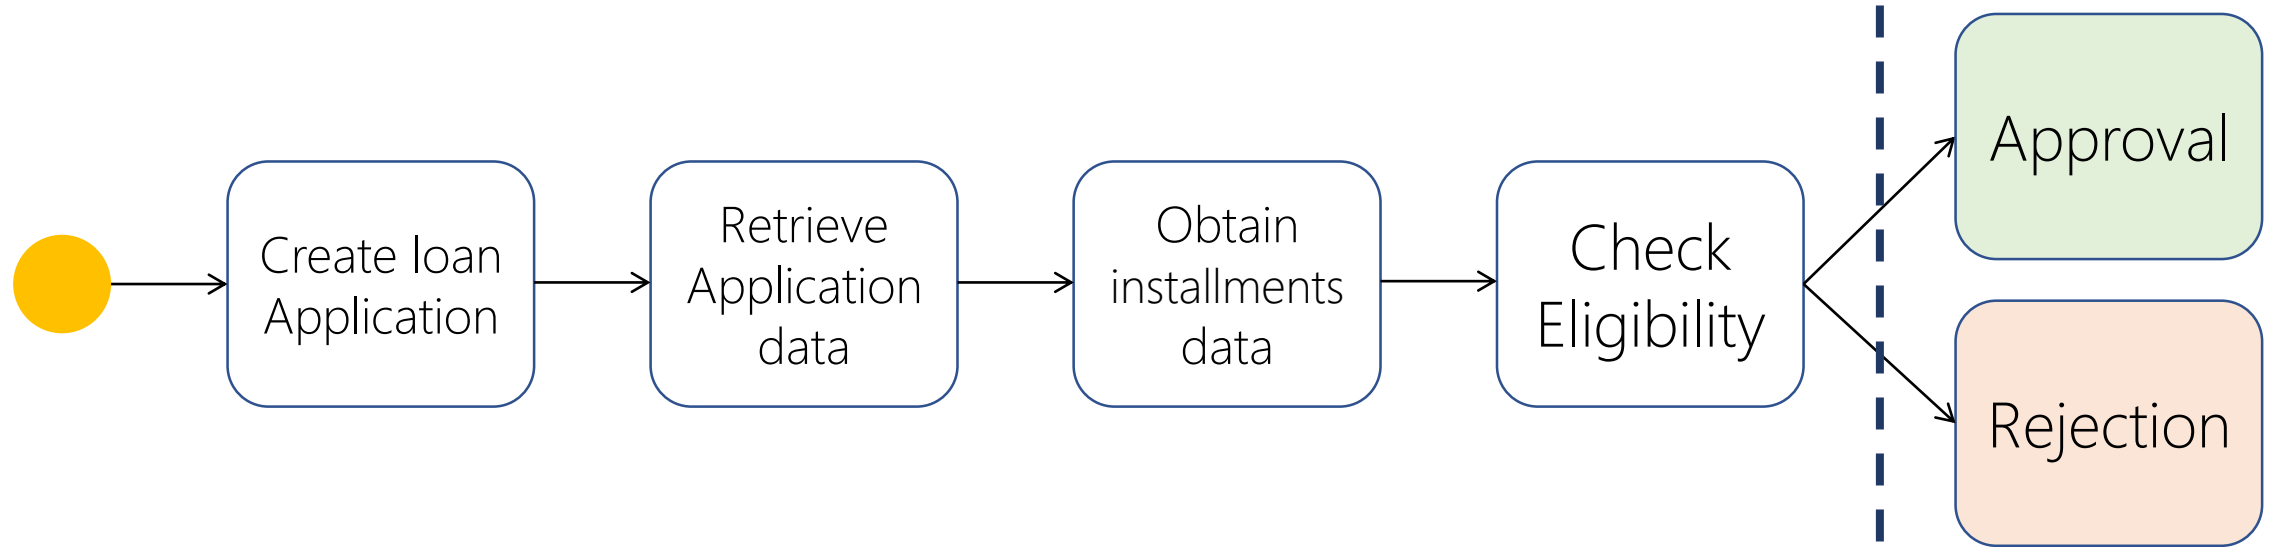 Create loan
Application
Retrieve
Application
data
Obtain
installments
data
Check
Eligibility
Approval
Rejection